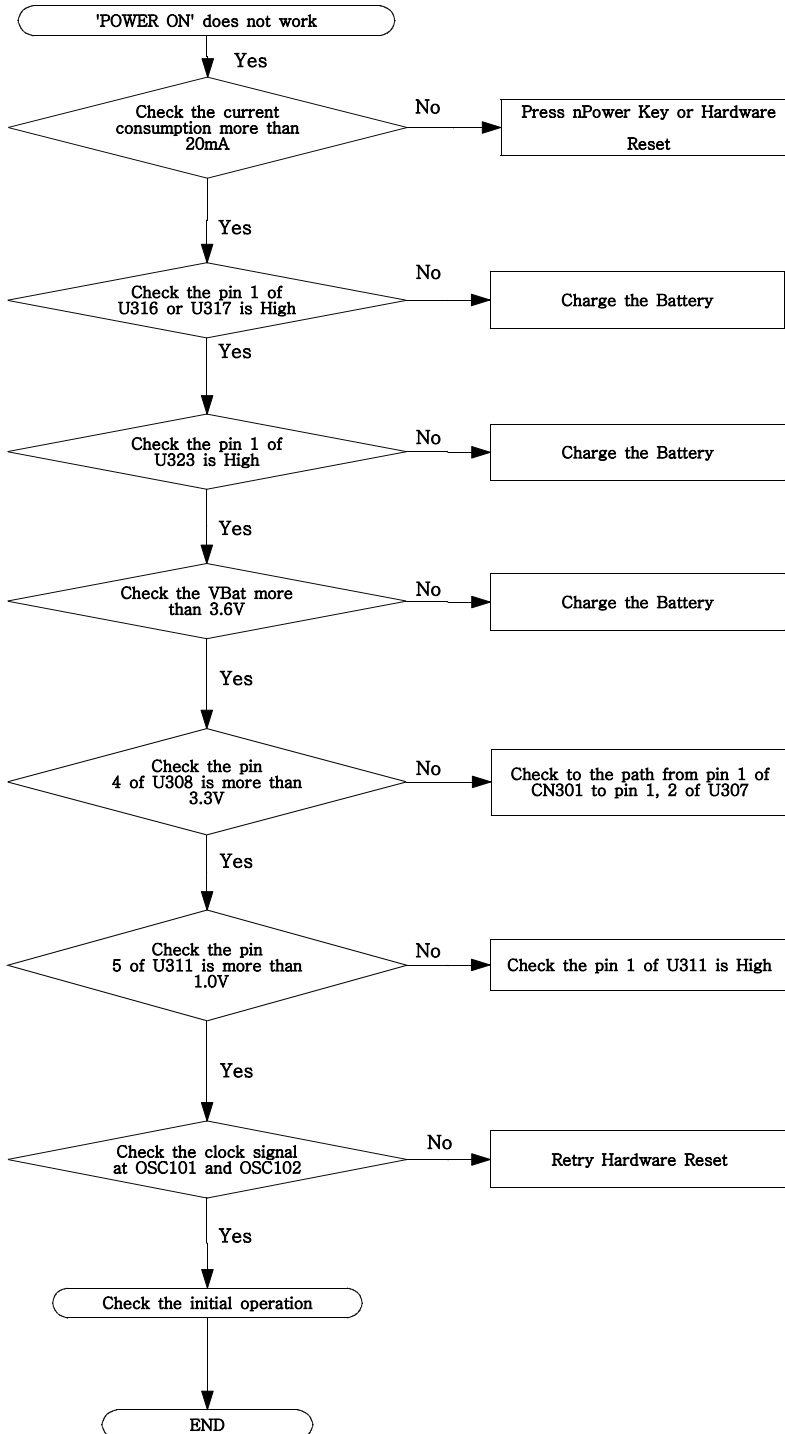 'POWER ON' does not work
Yes
Check the current
consumption more than
20mA
No
Press nPower Key or Hardware
Reset
Yes
Check the pin 1 of
U316 or U317 is High
No
Charge the Battery
Yes
Check the pin 1 of
U323 is High
No
Charge the Battery
Yes
Check the VBat more
than 3.6V
No
Charge the Battery
Yes
Check the pin
4 of U308 is more than
3.3V
No
Check to the path from pin 1 of
CN301 to pin 1, 2 of U307
Yes
Check the pin
5 of U311 is more than
1.0V
No
Check the pin 1 of U311 is High
Yes
Check the clock signal
at OSC101 and OSC102
No
Retry Hardware Reset
Yes
Check the initial operation
END